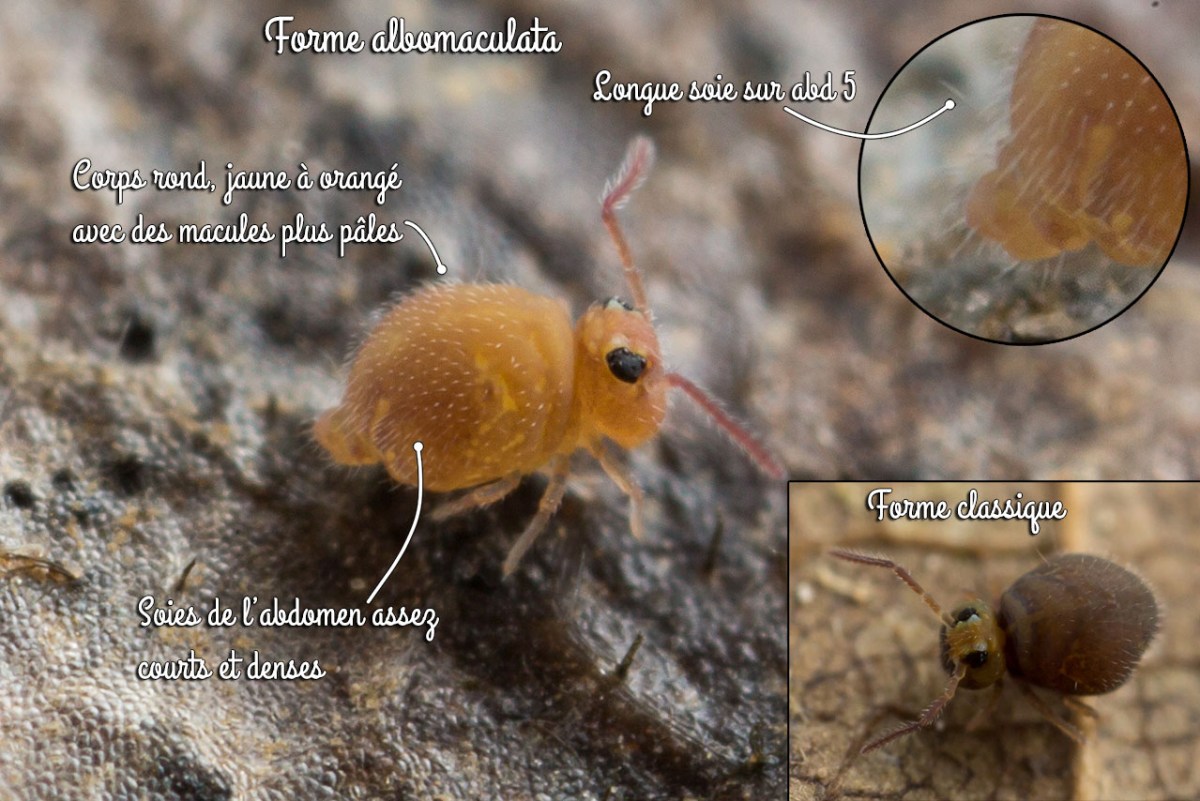 Forme albomaculata
Longue soie sur abd 5
Corps rond, jaune à orangé
avec des macules plus pâles
Forme classique
Soies de l'abdomen assez
courts et denses